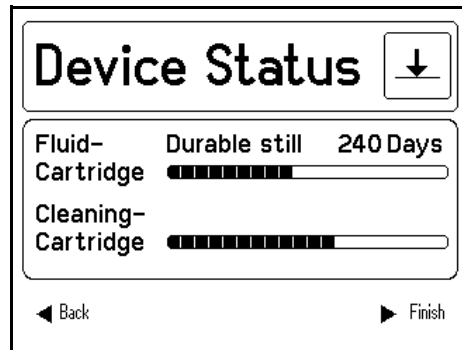 Device Status
Fluid- Durable still 240 Days
Cartridge
Cleaning-
Cartridge
Back Finish